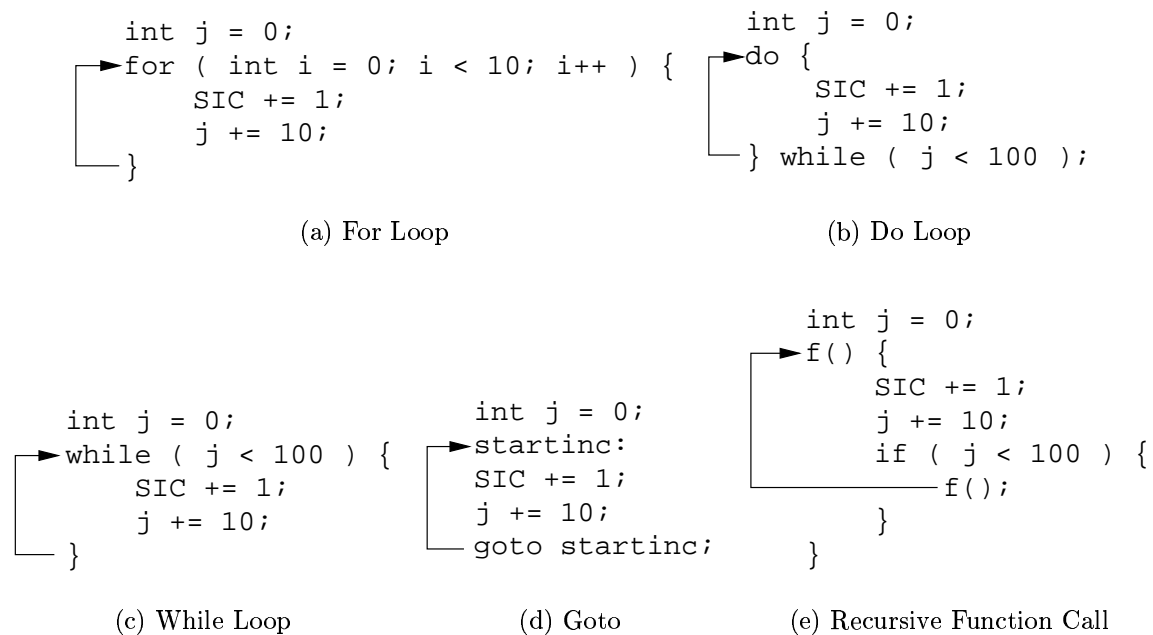 int j = 0;
for ( int i = 0; i < 10; i++ ) {
SIC += 1;
j += 10;
}
(a) For Loop
int j = 0;
do {
SIC += 1;
j += 10;
} while ( j < 100 );
(b) Do Loop
int j = 0;
while ( j < 100 ) {
SIC += 1;
j += 10;
}
(c) While Loop
int j = 0;
startinc:
SIC += 1;
j += 10;
goto startinc;
(d) Goto
int j = 0;
f() {
SIC += 1;
j += 10;
if ( j < 100 ) {
f();
}
}
(e) Recursive Function Call